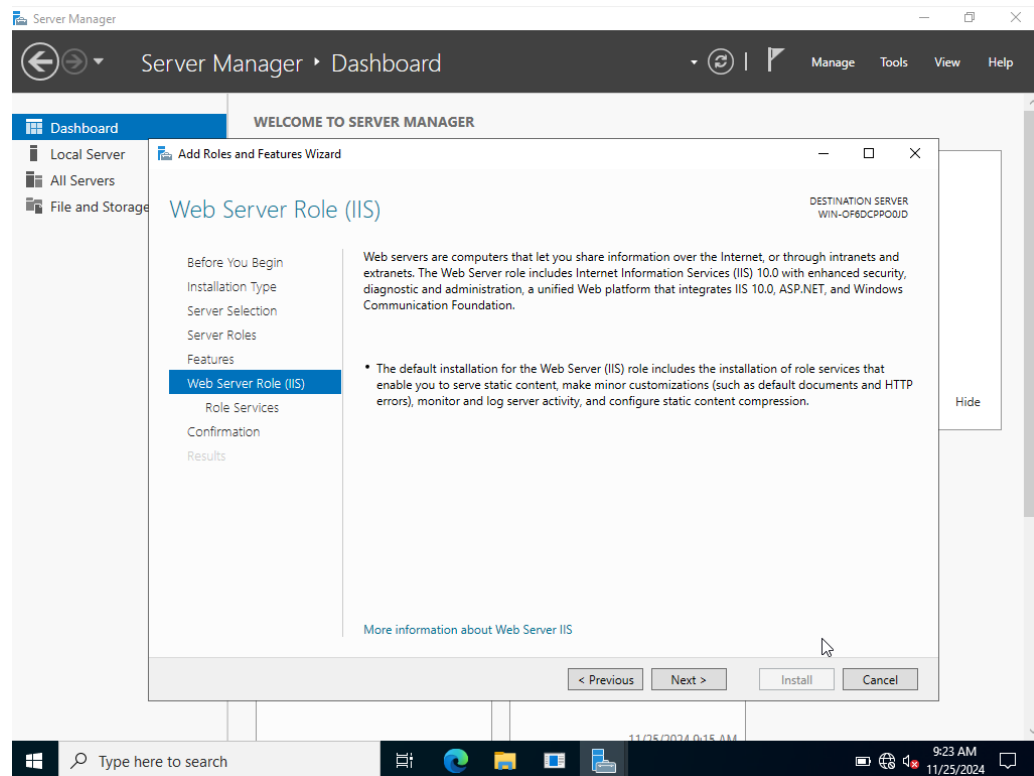 Server Manager
Server Manager • Dashboard
Manage Tools View Help
Dashboard
Local Server
All Servers
File and Storage
WELCOME TO SERVER MANAGER
Add Roles and Features Wizard
Web Server Role (IIS)
DESTINATION SERVER
WIN-OF6DCPPO0JD
Before You Begin
Installation Type
Server Selection
Server Roles
Features
Web Server Role (IIS)
Role Services
Confirmation
Results
Web servers are computers that let you share information over the Internet, or through intranets and
extranets. The Web Server role includes Internet Information Services (IIS) 10.0 with enhanced security,
diagnostic and administration, a unified Web platform that integrates IIS 10.0, ASP.NET, and Windows
Communication Foundation.
• The default installation for the Web Server (IIS) role includes the installation of role services that
enable you to serve static content, make minor customizations (such as default documents and HTTP
errors), monitor and log server activity, and configure static content compression.
More information about Web Server IIS
< Previous Next > Install Cancel
Hide
11/25/2024 9:15 AM
Type here to search
9:23 AM
11/25/2024